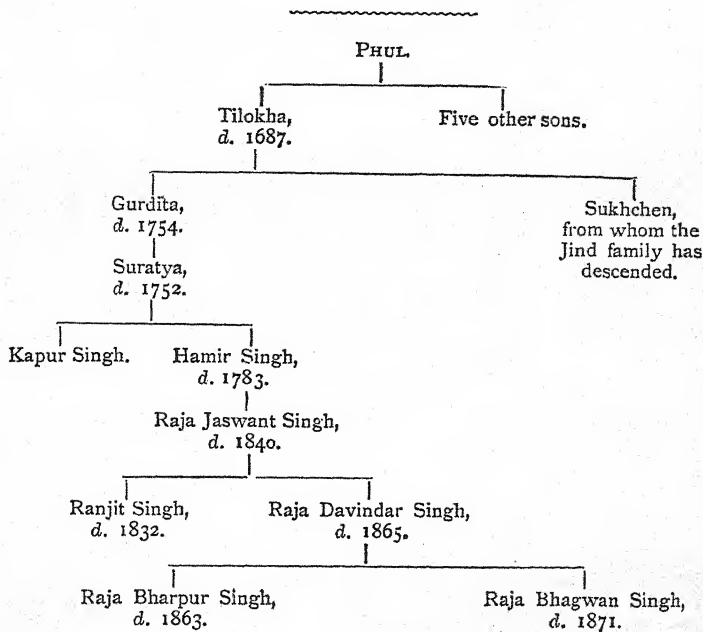 PHUL.
Tilokha,
d. 1687.
Five other sons.
Gurdita,
d. 1754.
Sukhchen,
from whom the
Jind family has
descended.
Suratya,
d. 1752.
Kapur Singh.
Hamir Singh,
d. 1783.
Raja Jaswant Singh,
d. 1840.
Ranjit Singh,
d. 1832.
Raja Davindar Singh,
d. 1865.
Raja Bharpur Singh,
d. 1863.
Raja Bhagwan Singh,
d. 1871.